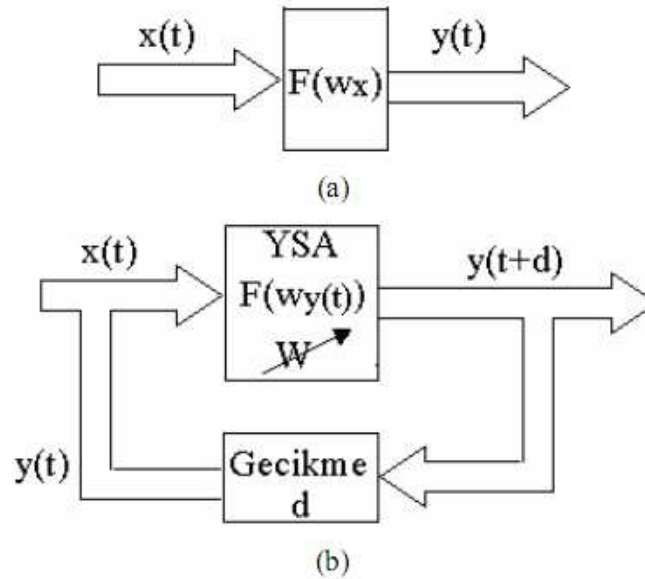 x(t)
y(t)
F(wx)
(a)
x(t)
YSA
y(t+d)
F(wy(t))
W
y(t)
Gecikme
d
(b)